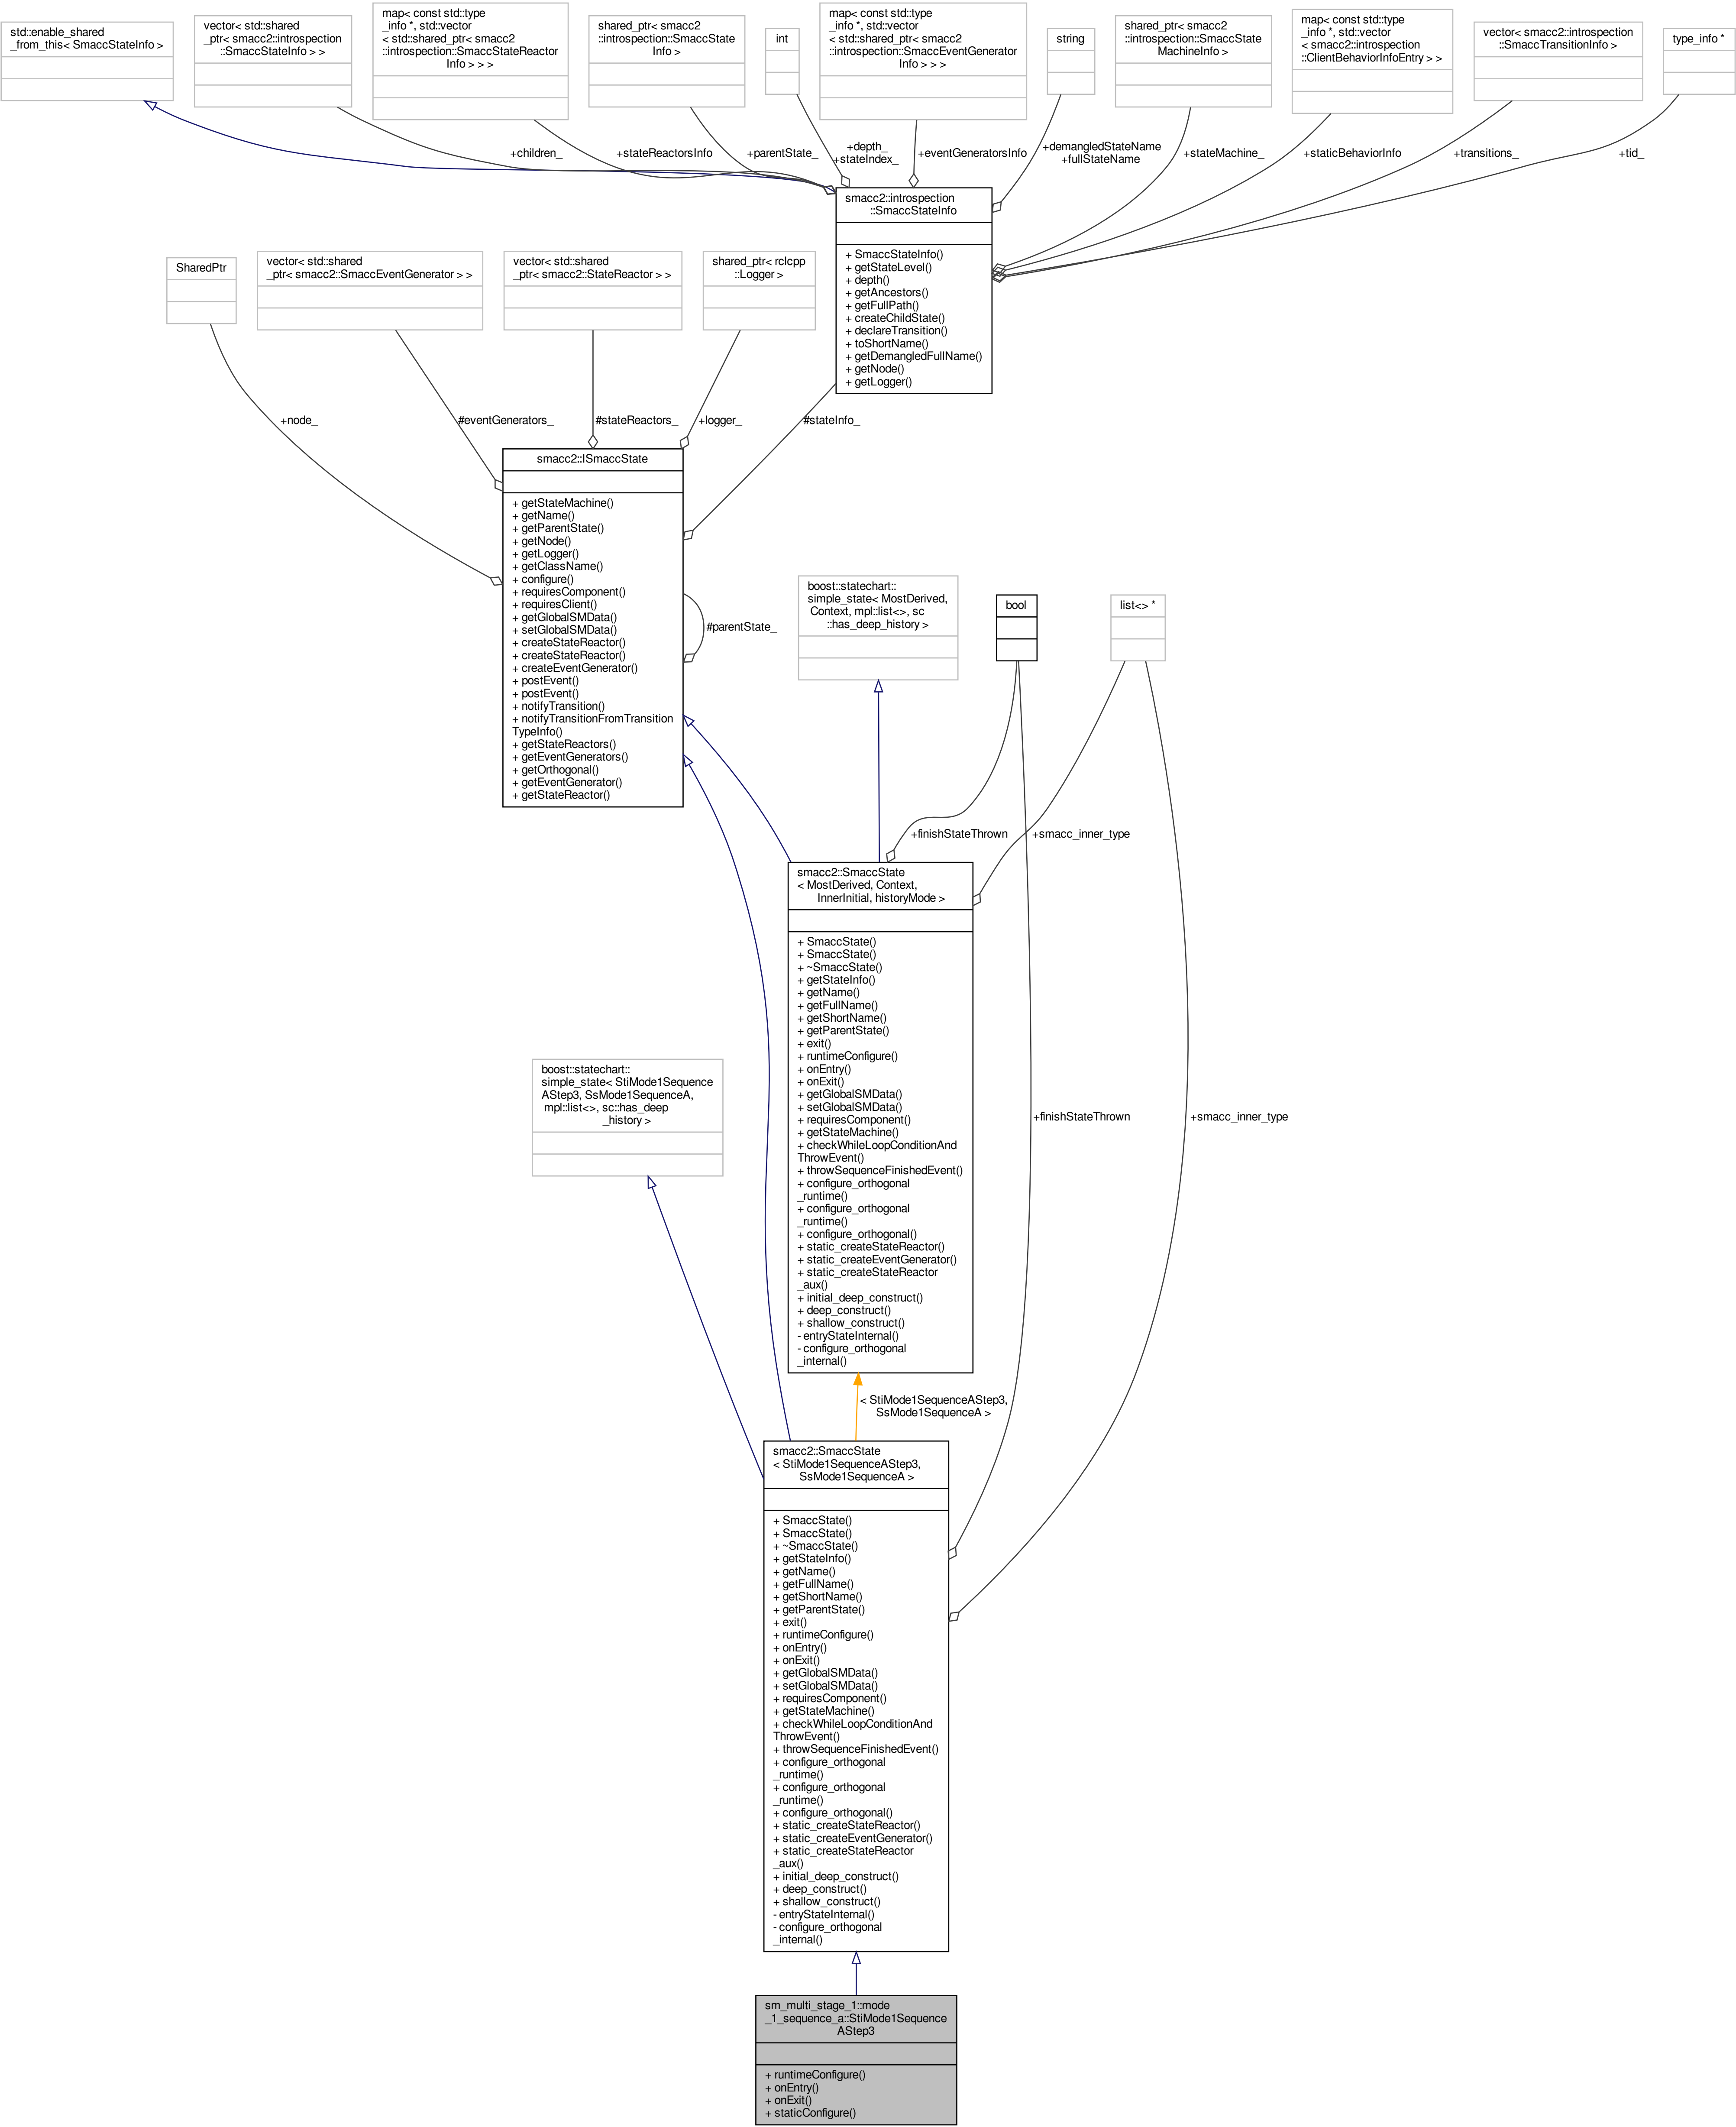 std::enable_shared
_from_this< SmaccStateInfo >
vector< std::shared
_ptr< smacc2::introspection
::SmaccStateInfo > >
map< const std::type
_info *, std::vector
< std::shared_ptr< smacc2
::introspection::SmaccStateReactor
Info > > >
shared_ptr< smacc2
::introspection::SmaccState
Info >
int
map< const std::type
_info *, std::vector
< std::shared_ptr< smacc2
::introspection::SmaccEventGenerator
Info > > >
string
shared_ptr< smacc2
::introspection::SmaccState
MachineInfo >
map< const std::type
_info *, std::vector
< smacc2::introspection
::ClientBehaviorInfoEntry > >
vector< smacc2::introspection
::SmaccTransitionInfo >
type_info *
+children_
+stateReactorsInfo
+parentState_
+depth_
+stateIndex_
+eventGeneratorsInfo
+demangledStateName
+fullStateName
+stateMachine_
+staticBehaviorInfo
+transitions_
+tid_
smacc2::introspection
::SmaccStateInfo
+ SmaccStateInfo()
+ getStateLevel()
+ depth()
+ getAncestors()
+ getFullPath()
+ createChildState()
+ declareTransition()
+ toShortName()
+ getDemangledFullName()
+ getNode()
+ getLogger()
SharedPtr
vector< std::shared
_ptr< smacc2::SmaccEventGenerator > >
vector< std::shared
_ptr< smacc2::StateReactor > >
shared_ptr< rclcpp
::Logger >
+node_
#eventGenerators_
#stateReactors_
+logger_
#stateInfo_
smacc2::ISmaccState
+ getStateMachine()
+ getName()
+ getParentState()
+ getNode()
+ getLogger()
+ getClassName()
+ configure()
+ requiresComponent()
+ requiresClient()
+ getGlobalSMData()
+ setGlobalSMData()
+ createStateReactor()
+ createStateReactor()
+ createEventGenerator()
+ postEvent()
+ postEvent()
+ notifyTransition()
+ notifyTransitionFromTransition
TypeInfo()
+ getStateReactors()
+ getEventGenerators()
+ getOrthogonal()
+ getEventGenerator()
+ getStateReactor()
#parentState_
boost::statechart::
simple_state< MostDerived,
Context, mpl::list<>, sc
::has_deep_history >
bool
list<> *
+finishStateThrown
+smacc_inner_type
smacc2::SmaccState
< MostDerived, Context,
InnerInitial, historyMode >
+ SmaccState()
+ SmaccState()
+ ~SmaccState()
+ getStateInfo()
+ getName()
+ getFullName()
+ getShortName()
+ getParentState()
+ exit()
+ runtimeConfigure()
+ onEntry()
+ onExit()
+ getGlobalSMData()
+ setGlobalSMData()
+ requiresComponent()
+ getStateMachine()
+ checkWhileLoopConditionAnd
ThrowEvent()
+ throwSequenceFinishedEvent()
+ configure_orthogonal
_runtime()
+ configure_orthogonal
_runtime()
+ configure_orthogonal()
+ static_createStateReactor()
+ static_createEventGenerator()
+ static_createStateReactor
_aux()
+ initial_deep_construct()
+ deep_construct()
+ shallow_construct()
- entryStateInternal()
- configure_orthogonal
_internal()
boost::statechart::
simple_state< StiMode1Sequence
AStep3, SsMode1SequenceA,
mpl::list<>, sc::has_deep
_history >
+finishStateThrown
+smacc_inner_type
< StiMode1SequenceAStep3,
SsMode1SequenceA >
smacc2::SmaccState
< StiMode1SequenceAStep3,
SsMode1SequenceA >
+ SmaccState()
+ SmaccState()
+ ~SmaccState()
+ getStateInfo()
+ getName()
+ getFullName()
+ getShortName()
+ getParentState()
+ exit()
+ runtimeConfigure()
+ onEntry()
+ onExit()
+ getGlobalSMData()
+ setGlobalSMData()
+ requiresComponent()
+ getStateMachine()
+ checkWhileLoopConditionAnd
ThrowEvent()
+ throwSequenceFinishedEvent()
+ configure_orthogonal
_runtime()
+ configure_orthogonal
_runtime()
+ configure_orthogonal()
+ static_createStateReactor()
+ static_createEventGenerator()
+ static_createStateReactor
_aux()
+ initial_deep_construct()
+ deep_construct()
+ shallow_construct()
- entryStateInternal()
- configure_orthogonal
_internal()
sm_multi_stage_1::mode
_1_sequence_a::StiMode1Sequence
AStep3
+ runtimeConfigure()
+ onEntry()
+ onExit()
+ staticConfigure()